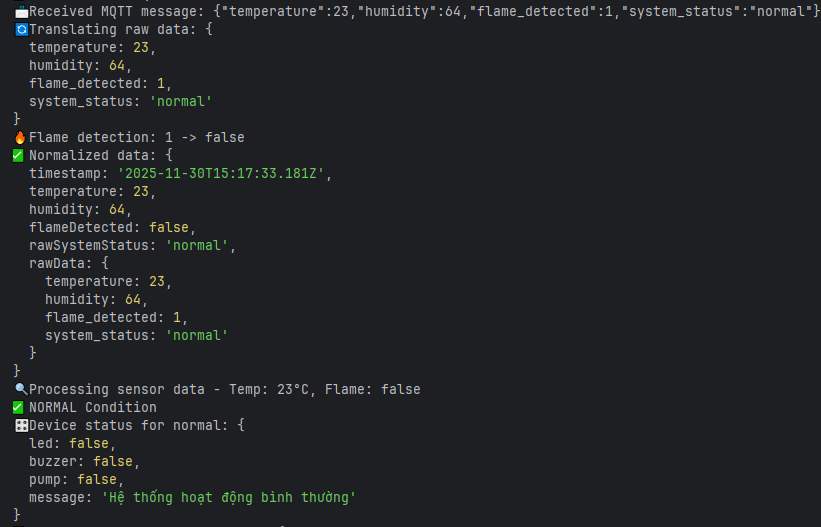 📨Received MQTT message: {"temperature":23,"humidity":64,"flame_detected":1,"system_status":"normal"}
🔄Translating raw data: {
  temperature: 23,
  humidity: 64,
  flame_detected: 1,
  system_status: 'normal'
}
🔥Flame detection: 1 -> false
✅ Normalized data: {
  timestamp: '2025-11-30T15:17:33.181Z',
  temperature: 23,
  humidity: 64,
  flameDetected: false,
  rawSystemStatus: 'normal',
  rawData: {
    temperature: 23,
    humidity: 64,
    flame_detected: 1,
    system_status: 'normal'
  }
}
🔍Processing sensor data - Temp: 23°C, Flame: false
✅ NORMAL Condition
🎛Device status for normal: {
  led: false,
  buzzer: false,
  pump: false,
  message: 'Hệ thống hoạt động bình thường'
}